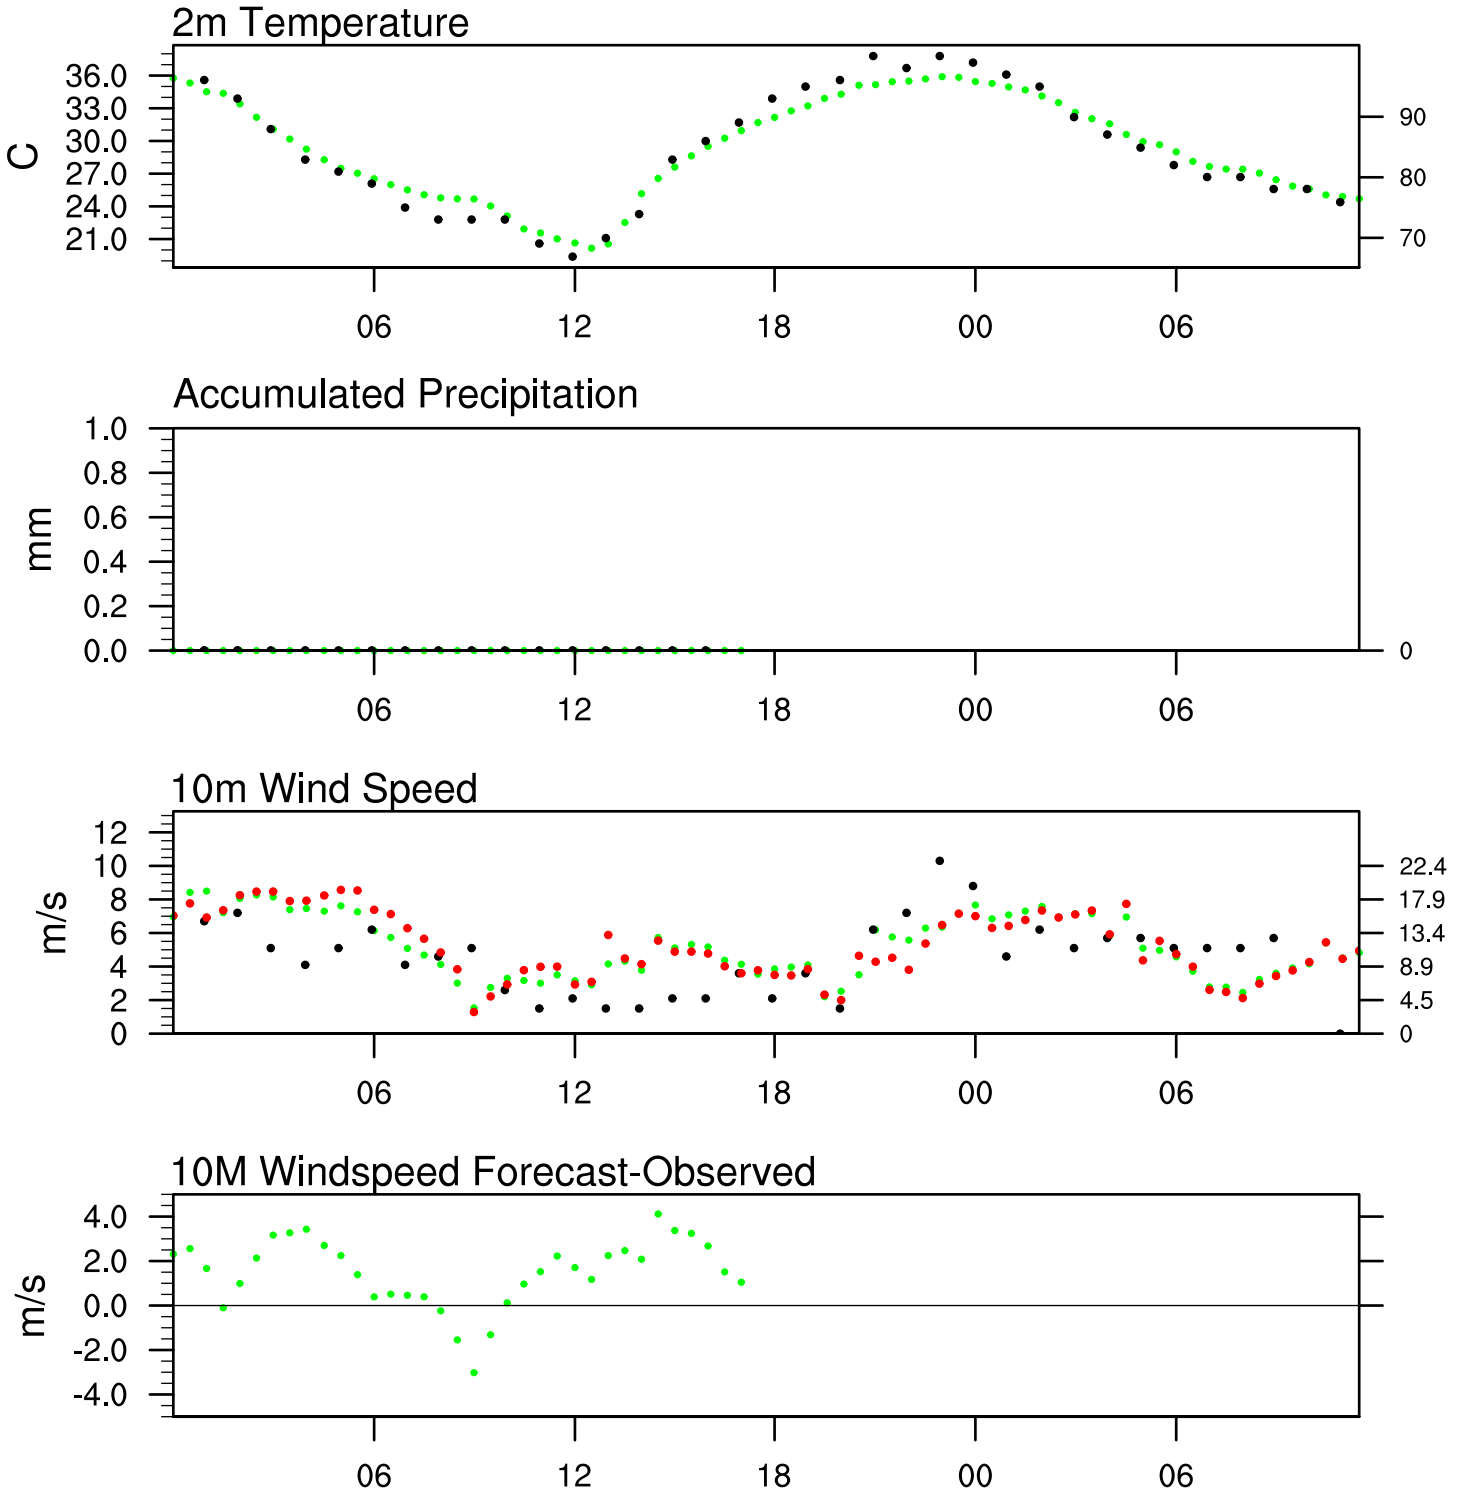 2m Temperature
36.0
33.0
30.0
27.0
24.0
21.0
C
90
80
70
06 12 18 00 06
Accumulated Precipitation
1.0
0.8
0.6
0.4
0.2
0.0
mm
0
06 12 18 00 06
10m Wind Speed
12
10
8
6
4
2
0
m/s
22.4
17.9
13.4
8.9
4.5
0
06 12 18 00 06
10M Windspeed Forecast-Observed
4.0
2.0
0.0
-2.0
-4.0
m/s
06 12 18 00 06